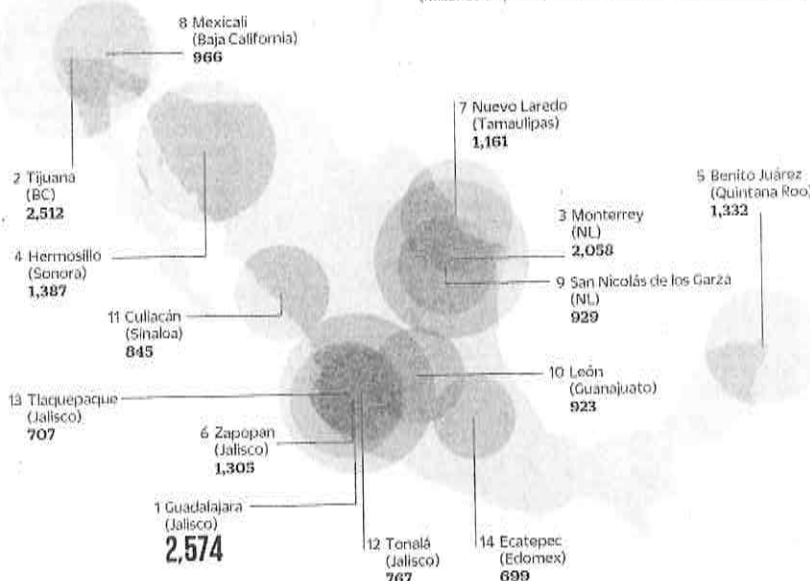 8 Mexicali
(Baja California)
966
7 Nuevo Laredo
(Tamaulipas)
1,161
2 Tijuana
(BC)
2,512
5 Benito Juárez
(Quintana Roo)
1,332
3 Monterrey
(NL)
2,058
4 Hermosillo
(Sonora)
1,387
9 San Nicolás de los Garza
(NL)
929
11 Culiacán
(Sinaloa)
845
10 León
(Guanajuato)
923
13 Tlaquepaque
(Jalisco)
707
6 Zapopan
(Jalisco)
1,305
1 Guadalajara
(Jalisco)
2,574
12 Tonalá
(Jalisco)
767
14 Ecatepec
(Edomex)
699